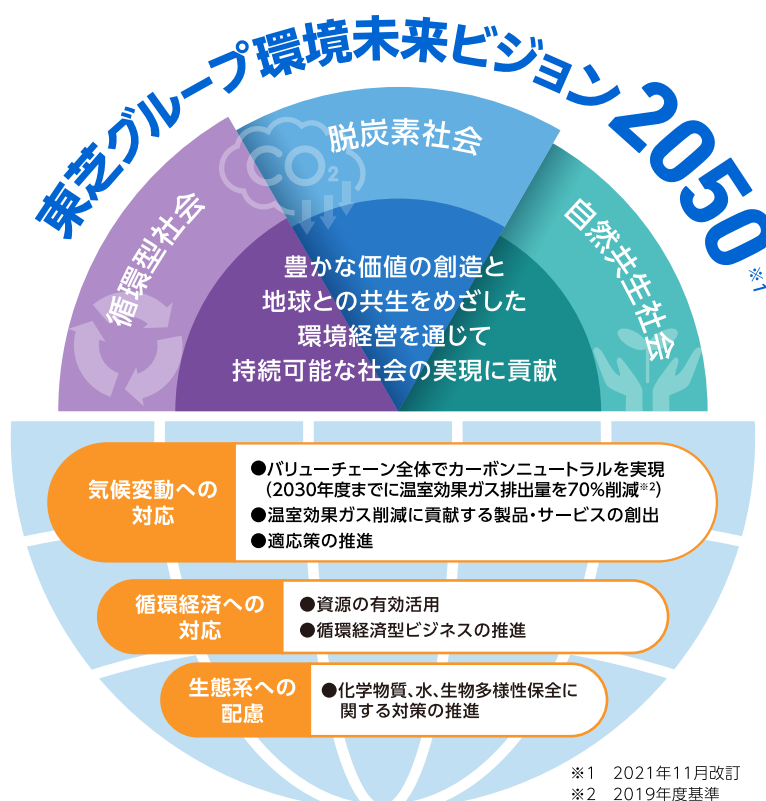 東芝グループ環境未来ビジョン2050※1
循環型社会
CO2
脱炭素社会
自然共生社会
豊かな価値の創造と
地球との共生をめざした
環境経営を通じて
持続可能な社会の実現に貢献
気候変動への
対応
●バリューチェーン全体でカーボンニュートラルを実現
(2030年度までに温室効果ガス排出量を70%削減※2)
●温室効果ガス削減に貢献する製品・サービスの創出
●適応策の推進
循環経済への
対応
●資源の有効活用
●循環経済型ビジネスの推進
生態系への
配慮
●化学物質、水、生物多様性保全に
関する対策の推進
※1 2021年11月改訂
※2 2019年度基準